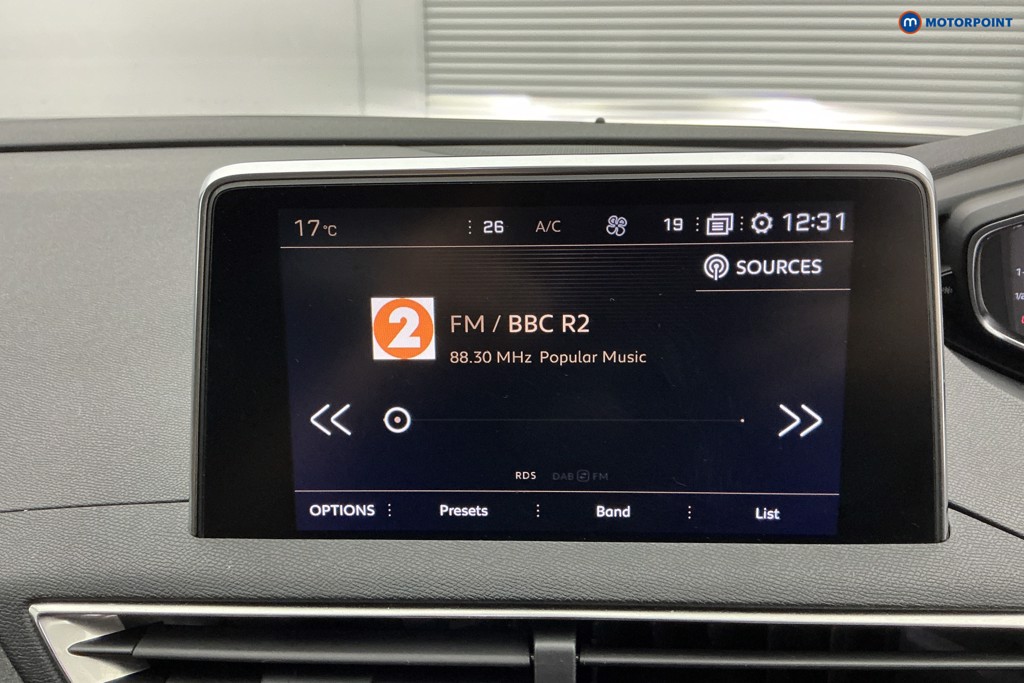 m MOTORPOINT
17°C 26 A/C 19 12:31
SOURCES
2 FM / BBC R2
88.30 MHz Popular Music
RDS DAB FM
OPTIONS Presets Band List